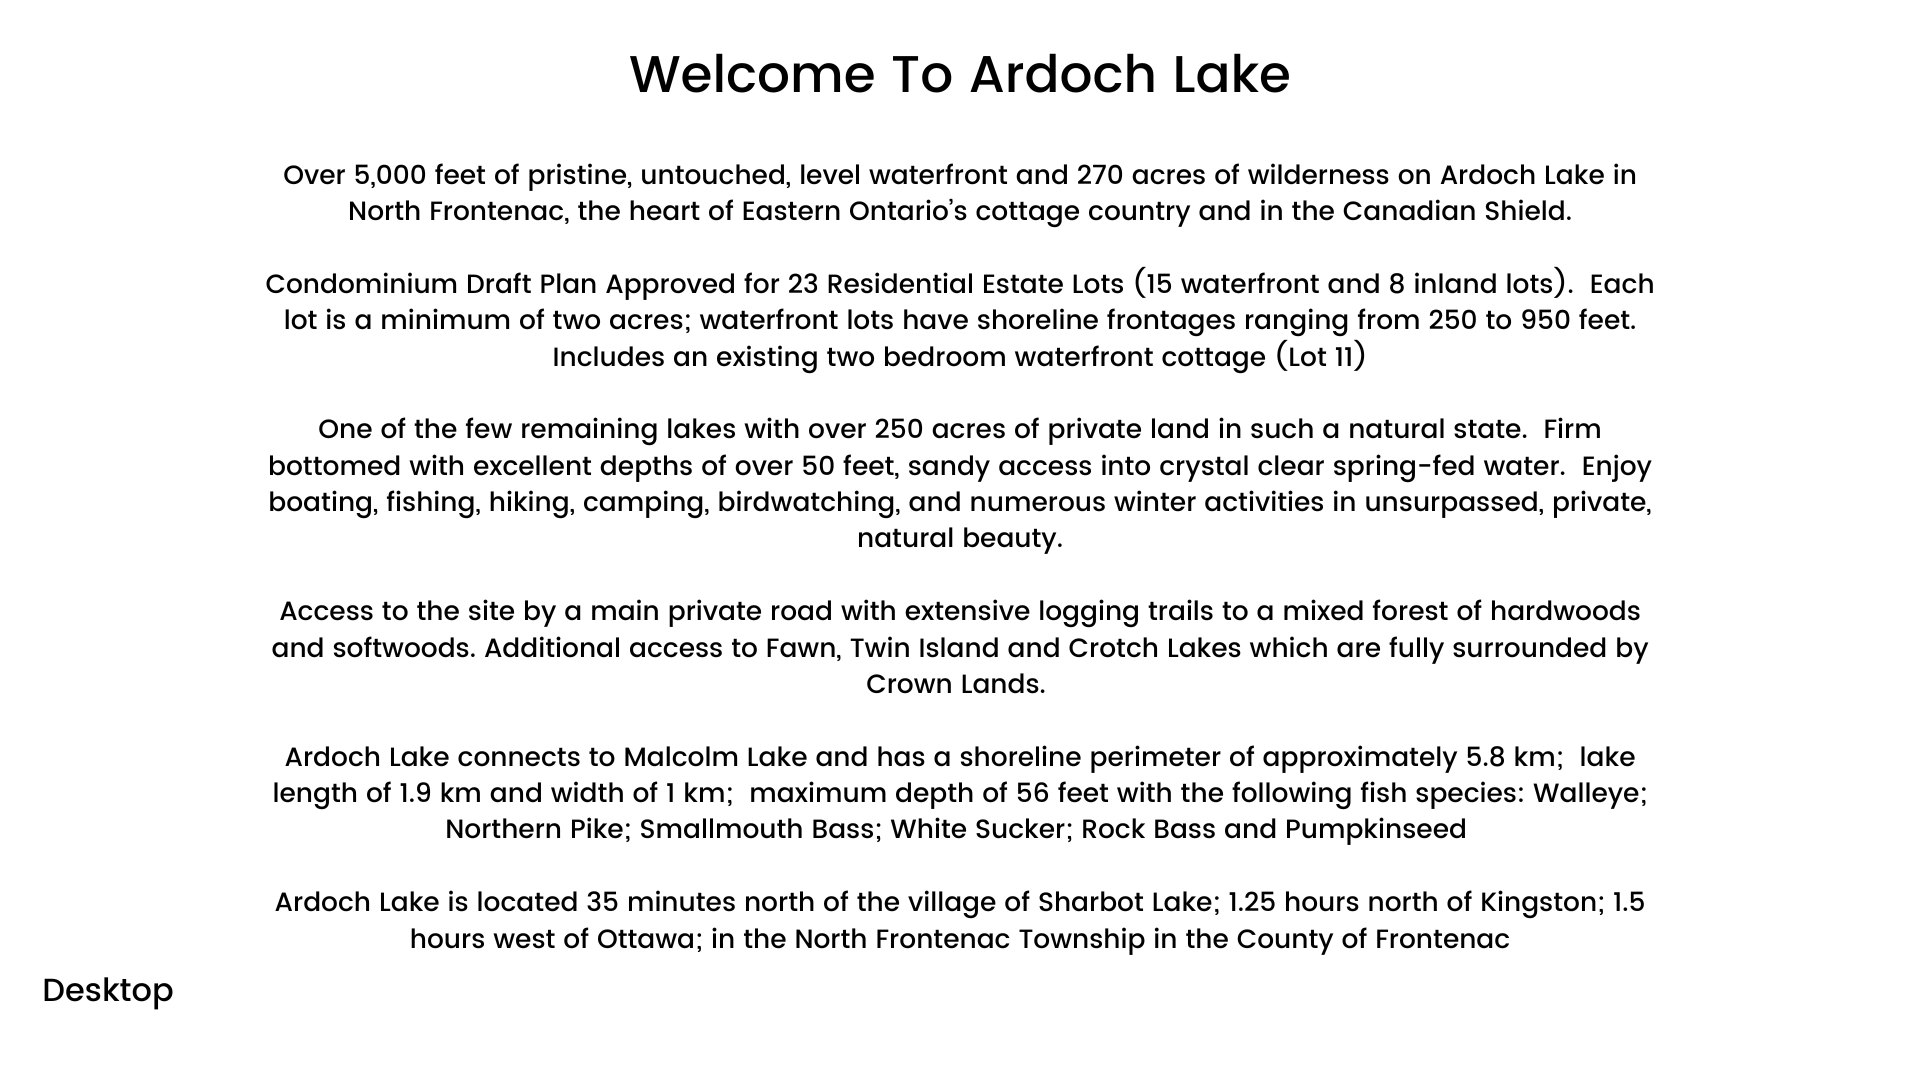 Welcome To Ardoch Lake
Over 5,000 feet of pristine, untouched, level waterfront and 270 acres of wilderness on Ardoch Lake in
North Frontenac, the heart of Eastern Ontario’s cottage country and in the Canadian Shield.
Condominium Draft Plan Approved for 23 Residential Estate Lots (15 waterfront and 8 inland lots).  Each
lot is a minimum of two acres; waterfront lots have shoreline frontages ranging from 250 to 950 feet.
Includes an existing two bedroom waterfront cottage (Lot 11)
One of the few remaining lakes with over 250 acres of private land in such a natural state.  Firm
bottomed with excellent depths of over 50 feet, sandy access into crystal clear spring-fed water.  Enjoy
boating, fishing, hiking, camping, birdwatching, and numerous winter activities in unsurpassed, private,
natural beauty.
Access to the site by a main private road with extensive logging trails to a mixed forest of hardwoods
and softwoods. Additional access to Fawn, Twin Island and Crotch Lakes which are fully surrounded by
Crown Lands.
Ardoch Lake connects to Malcolm Lake and has a shoreline perimeter of approximately 5.8 km;  lake
length of 1.9 km and width of 1 km;  maximum depth of 56 feet with the following fish species: Walleye;
Northern Pike; Smallmouth Bass; White Sucker; Rock Bass and Pumpkinseed
Ardoch Lake is located 35 minutes north of the village of Sharbot Lake; 1.25 hours north of Kingston; 1.5
hours west of Ottawa; in the North Frontenac Township in the County of Frontenac
Desktop